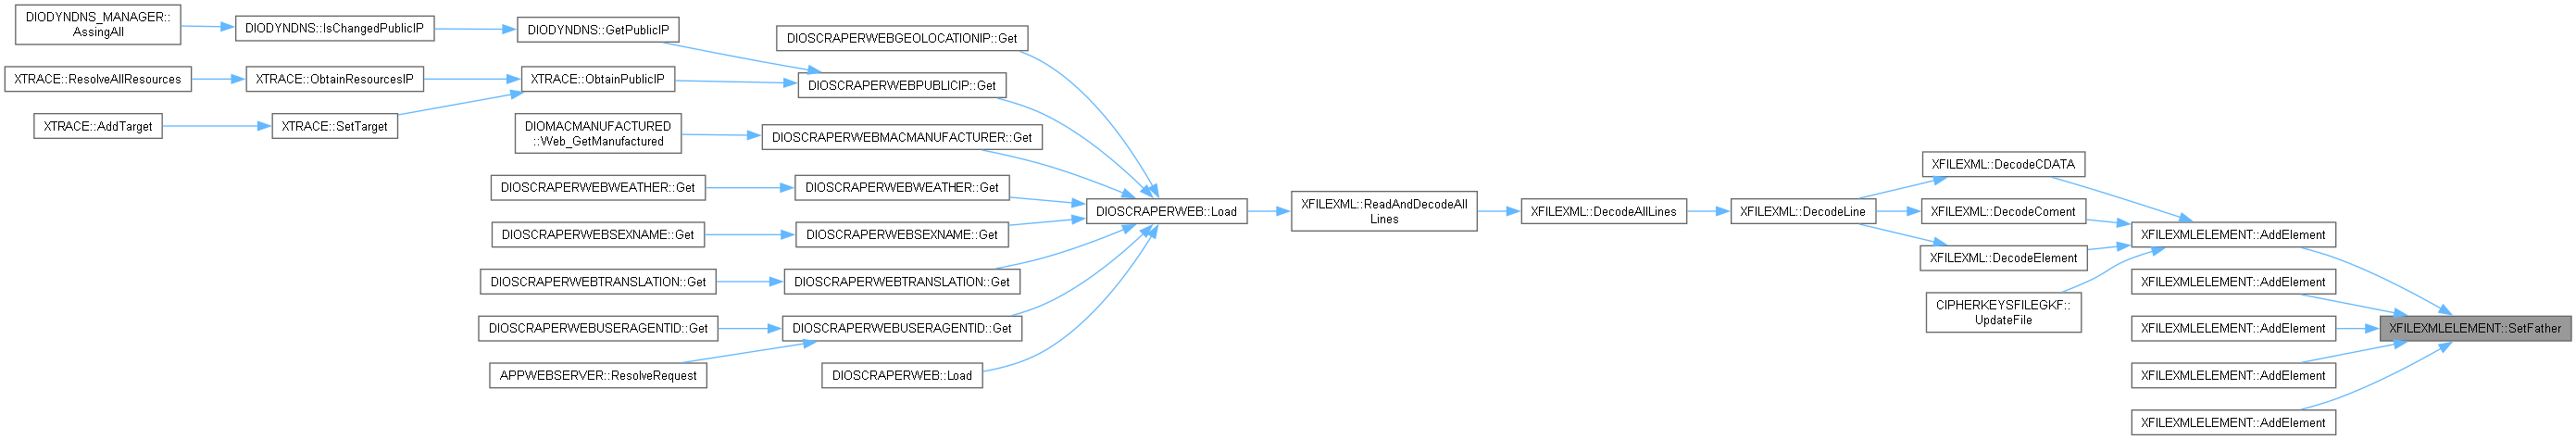 DIODYNDNS_MANAGER::
AssingAll
DIODYNDNS::IsChangedPublicIP
DIODYNDNS::GetPublicIP
DIOSCRAPERWEBGEOLOCATIONIP::Get
XTRACE::ResolveAllResources
XTRACE::ObtainResourcesIP
XTRACE::ObtainPublicIP
DIOSCRAPERWEBPUBLICIP::Get
XTRACE::AddTarget
XTRACE::SetTarget
DIOMACMANUFACTURED
::Web_GetManufactured
DIOSCRAPERWEBMACMANUFACTURER::Get
DIOSCRAPERWEBWEATHER::Get
DIOSCRAPERWEBWEATHER::Get
DIOSCRAPERWEBSEXNAME::Get
DIOSCRAPERWEBSEXNAME::Get
DIOSCRAPERWEBTRANSLATION::Get
DIOSCRAPERWEBTRANSLATION::Get
DIOSCRAPERWEBUSERAGENTID::Get
DIOSCRAPERWEBUSERAGENTID::Get
APPWEBSERVER::ResolveRequest
DIOSCRAPERWEB::Load
DIOSCRAPERWEB::Load
XFILEXML::ReadAndDecodeAll
Lines
XFILEXML::DecodeAllLines
XFILEXML::DecodeLine
XFILEXML::DecodeCDATA
XFILEXML::DecodeComent
XFILEXML::DecodeElement
CIPHERKEYSFILEGKF::
UpdateFile
XFILEXMLELEMENT::AddElement
XFILEXMLELEMENT::AddElement
XFILEXMLELEMENT::AddElement
XFILEXMLELEMENT::AddElement
XFILEXMLELEMENT::AddElement
XFILEXMLELEMENT::SetFather